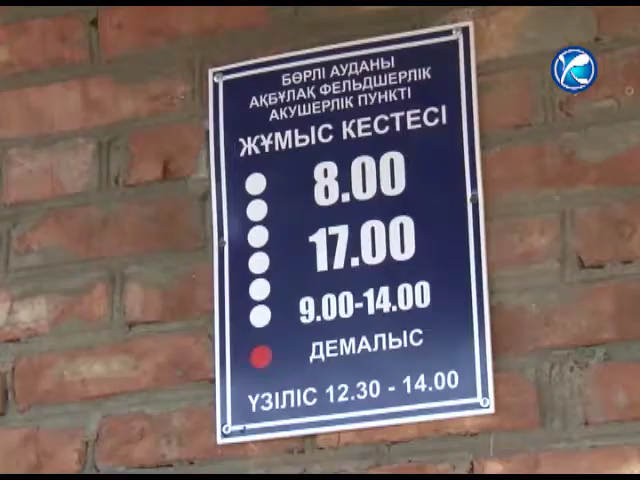 БӨРЛІ АУДАНЫ
АҚБҰЛАҚ ФЕЛЬДШЕРЛІК
АКУШЕРЛІК ПУНКТІ
ЖҰМЫС КЕСТЕСІ
8.00
17.00
9.00-14.00
ДЕМАЛЫС
ҮЗІЛІС 12.30 - 14.00